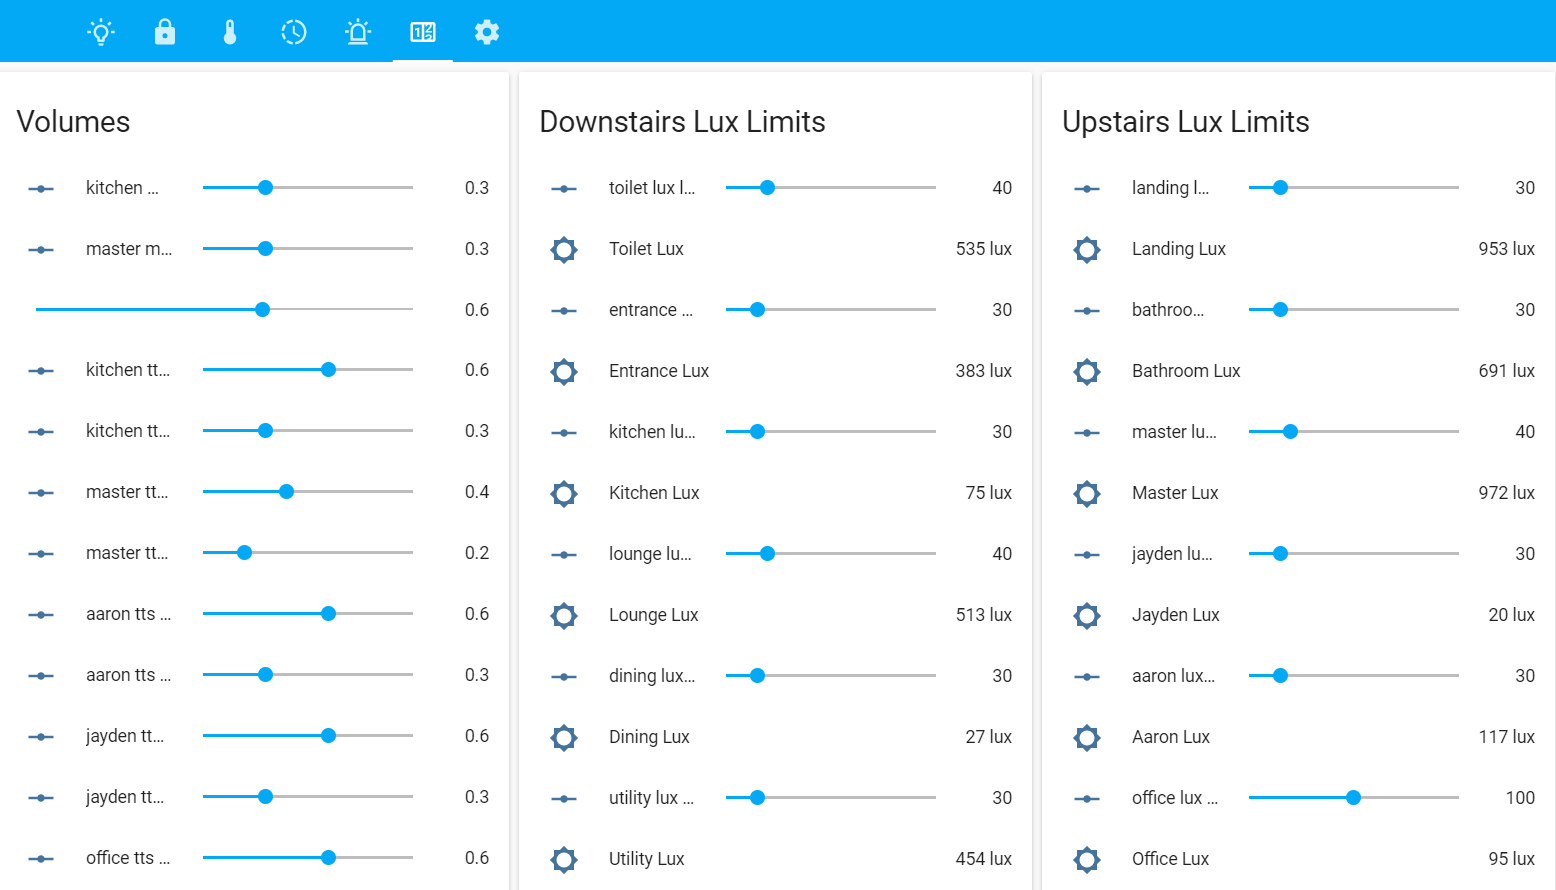 Volumes
kitchen ... 0.3
master m... 0.3
0.6
kitchen tt... 0.6
kitchen tt... 0.3
master tt... 0.4
master tt... 0.2
aaron tts ... 0.6
aaron tts ... 0.3
jayden tt... 0.6
jayden tt... 0.3
office tts ... 0.6
Downstairs Lux Limits
toilet lux l... 40
Toilet Lux 535 lux
entrance ... 30
Entrance Lux 383 lux
kitchen lu... 30
Kitchen Lux 75 lux
lounge lu... 40
Lounge Lux 513 lux
dining lux... 30
Dining Lux 27 lux
utility lux ... 30
Utility Lux 454 lux
Upstairs Lux Limits
landing l... 30
Landing Lux 953 lux
bathroo... 30
Bathroom Lux 691 lux
master lu... 40
Master Lux 972 lux
jayden lu... 30
Jayden Lux 20 lux
aaron lux... 30
Aaron Lux 117 lux
office lux ... 100
Office Lux 95 lux